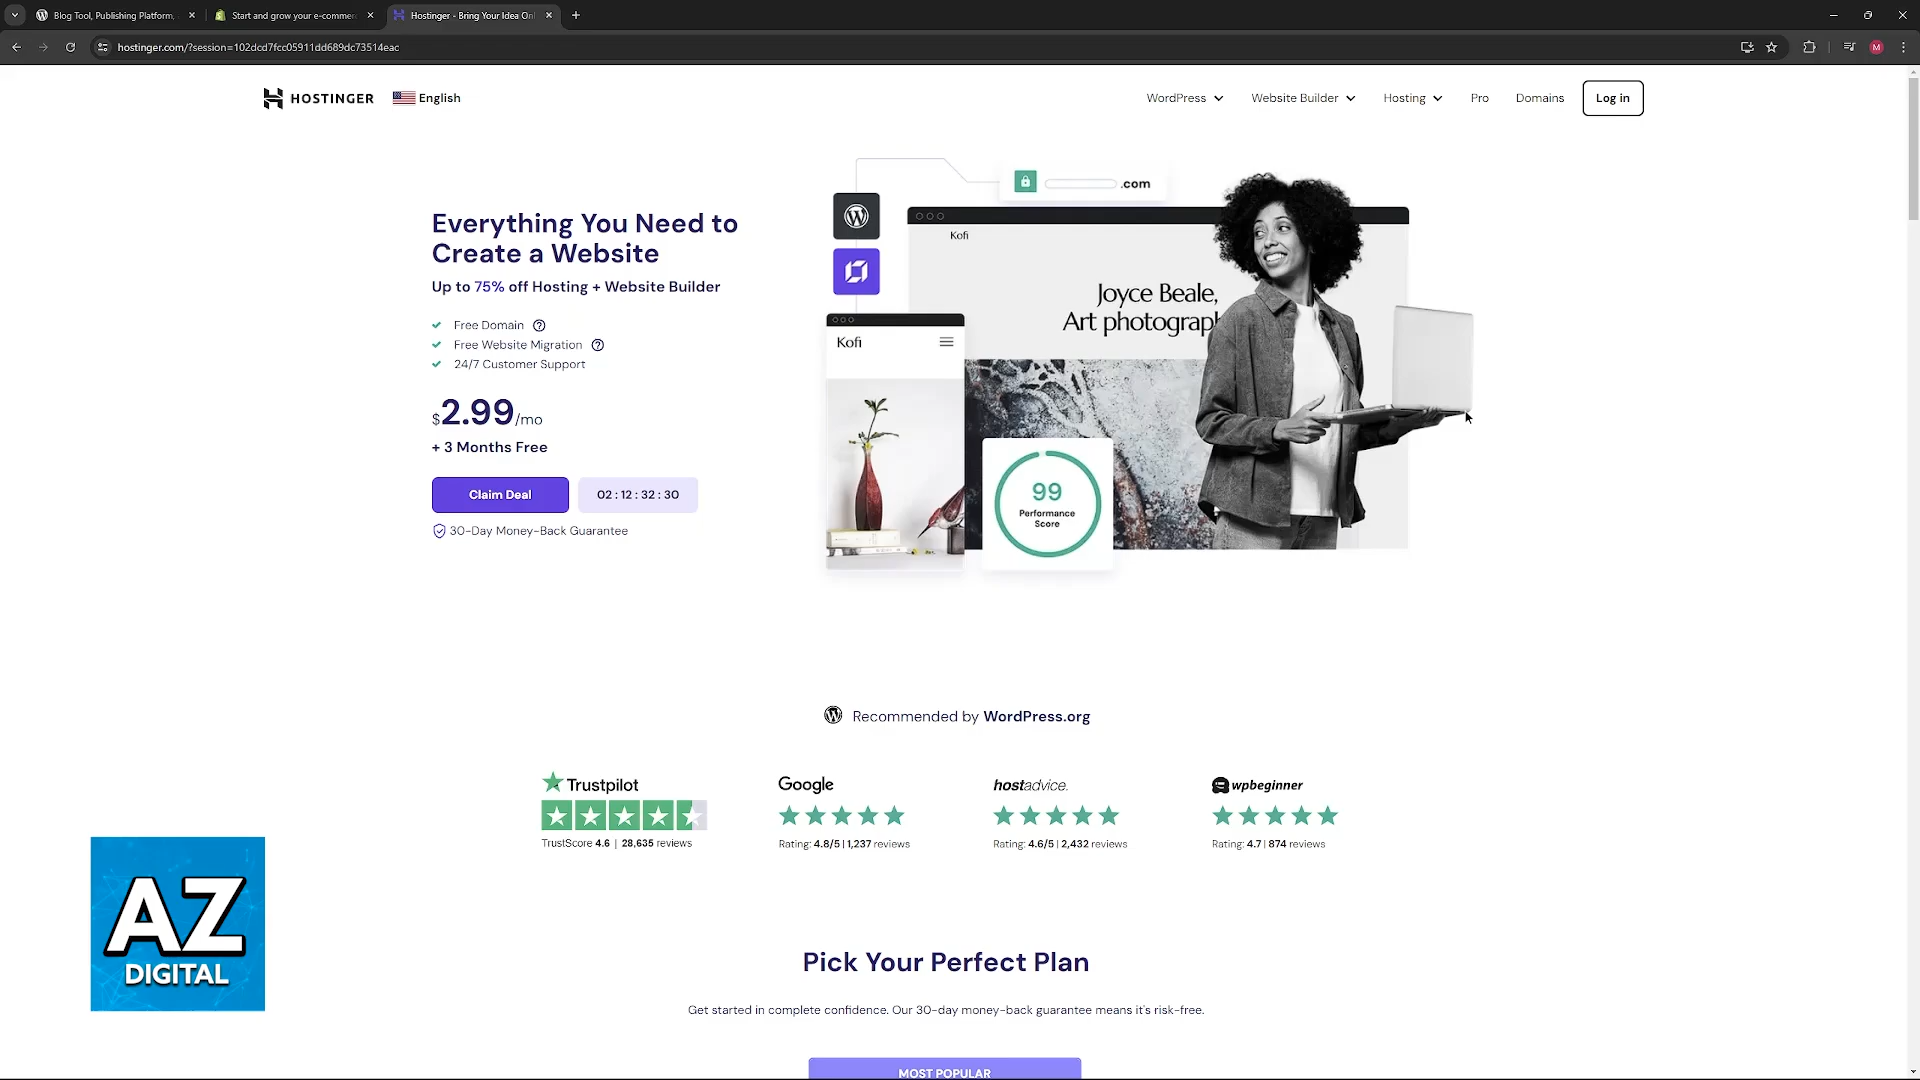 Blog Tool, Publishing Platform,
Start and grow your e-commer
Hostinger - Bring Your Idea Onl
hostinger.com/?session=102dcd7fcc05911dd689dc73514eac
M
HOSTINGER
English
WordPress
Website Builder
Hosting
Pro
Domains
Log in
.com
Kofi
Joyce Beale,
Art photograph
Kofi
99
Performance
Score
Everything You Need to
Create a Website
Up to 75% off Hosting + Website Builder
Free Domain
Free Website Migration
24/7 Customer Support
$2.99/mo
+ 3 Months Free
Claim Deal
02 : 12 : 32 : 30
30-Day Money-Back Guarantee
Recommended by WordPress.org
Trustpilot
TrustScore 4.6 | 28,635 reviews
Google
Rating: 4.8/5 | 1,237 reviews
hostadvice.
Rating: 4.6/5 | 2,432 reviews
wpbeginner
Rating: 4.7 | 874 reviews
AZ
DIGITAL
Pick Your Perfect Plan
Get started in complete confidence. Our 30-day money-back guarantee means it's risk-free.
MOST POPULAR